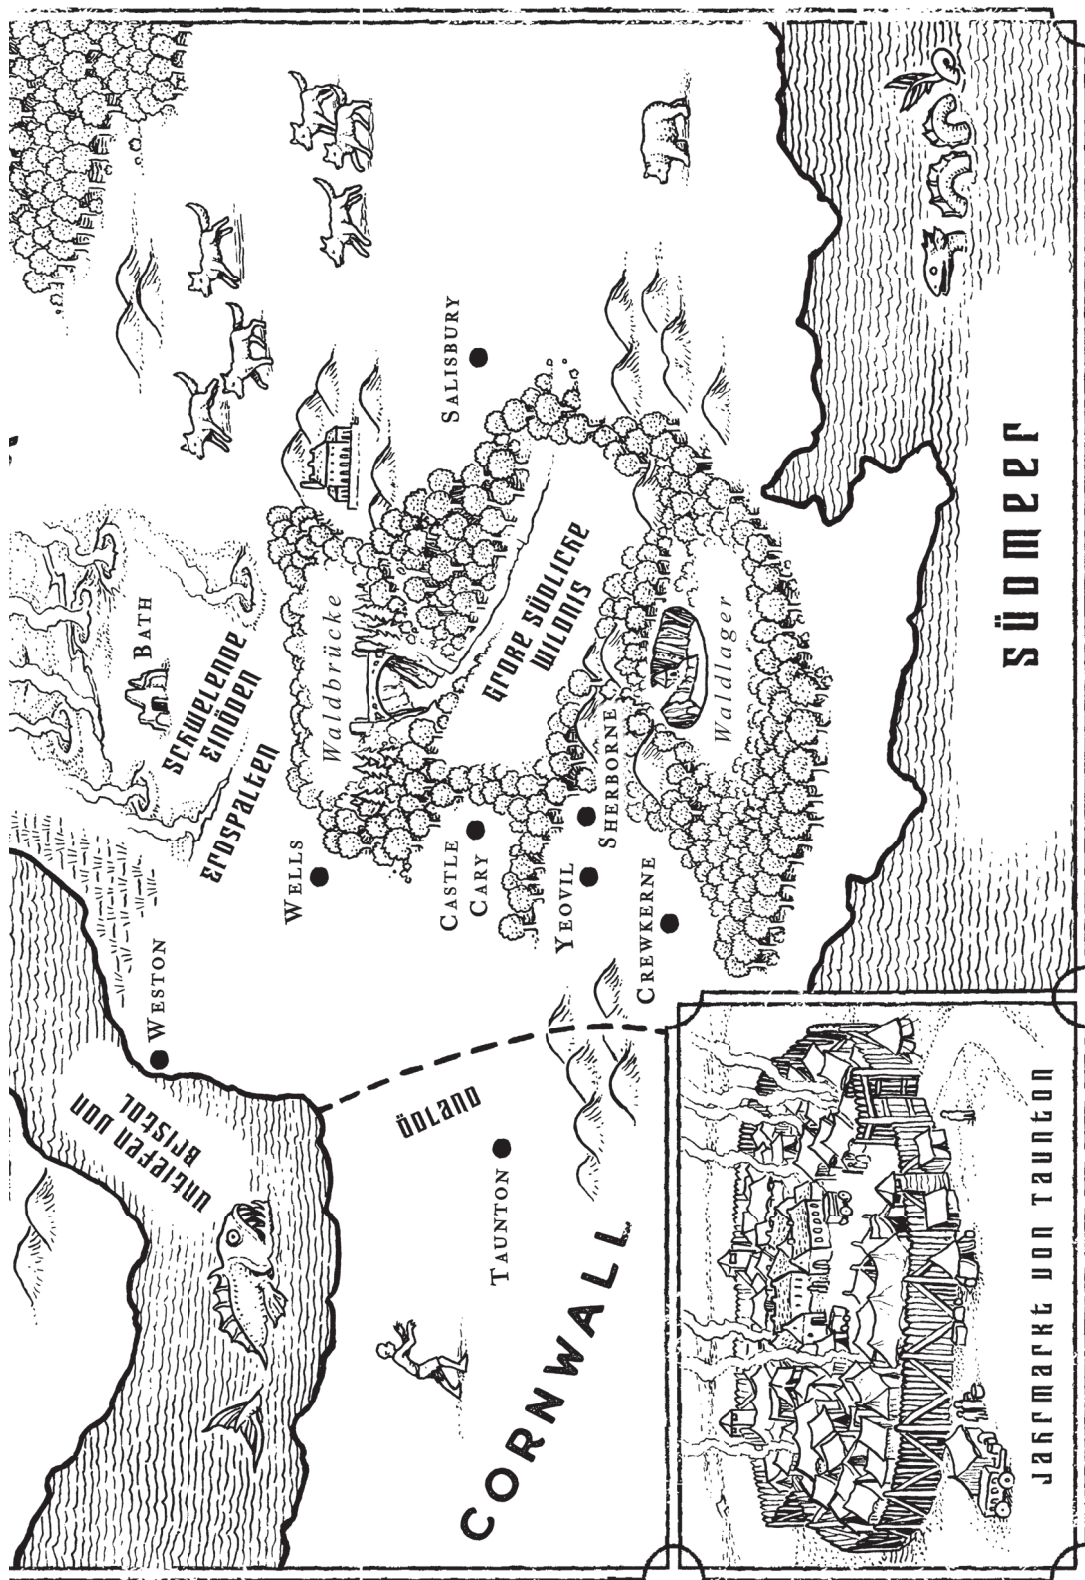 SALISBURY
BATH
SCHWELENDE
EINÖDEN
ERDSPALTEN
Waldbrücke
GROßE SÜDLICHE
WILDNIS
Waldlager
SÜDMEER
WELLS
CASTLE
CARY
SHERBORNE
YEOVIL
CREWKERNE
WESTON
UNTIEFEN VON
BRISTOL
ÖDLAND
TAUNTON
CORNWALL
JAHRMARKT VON TAUNTON